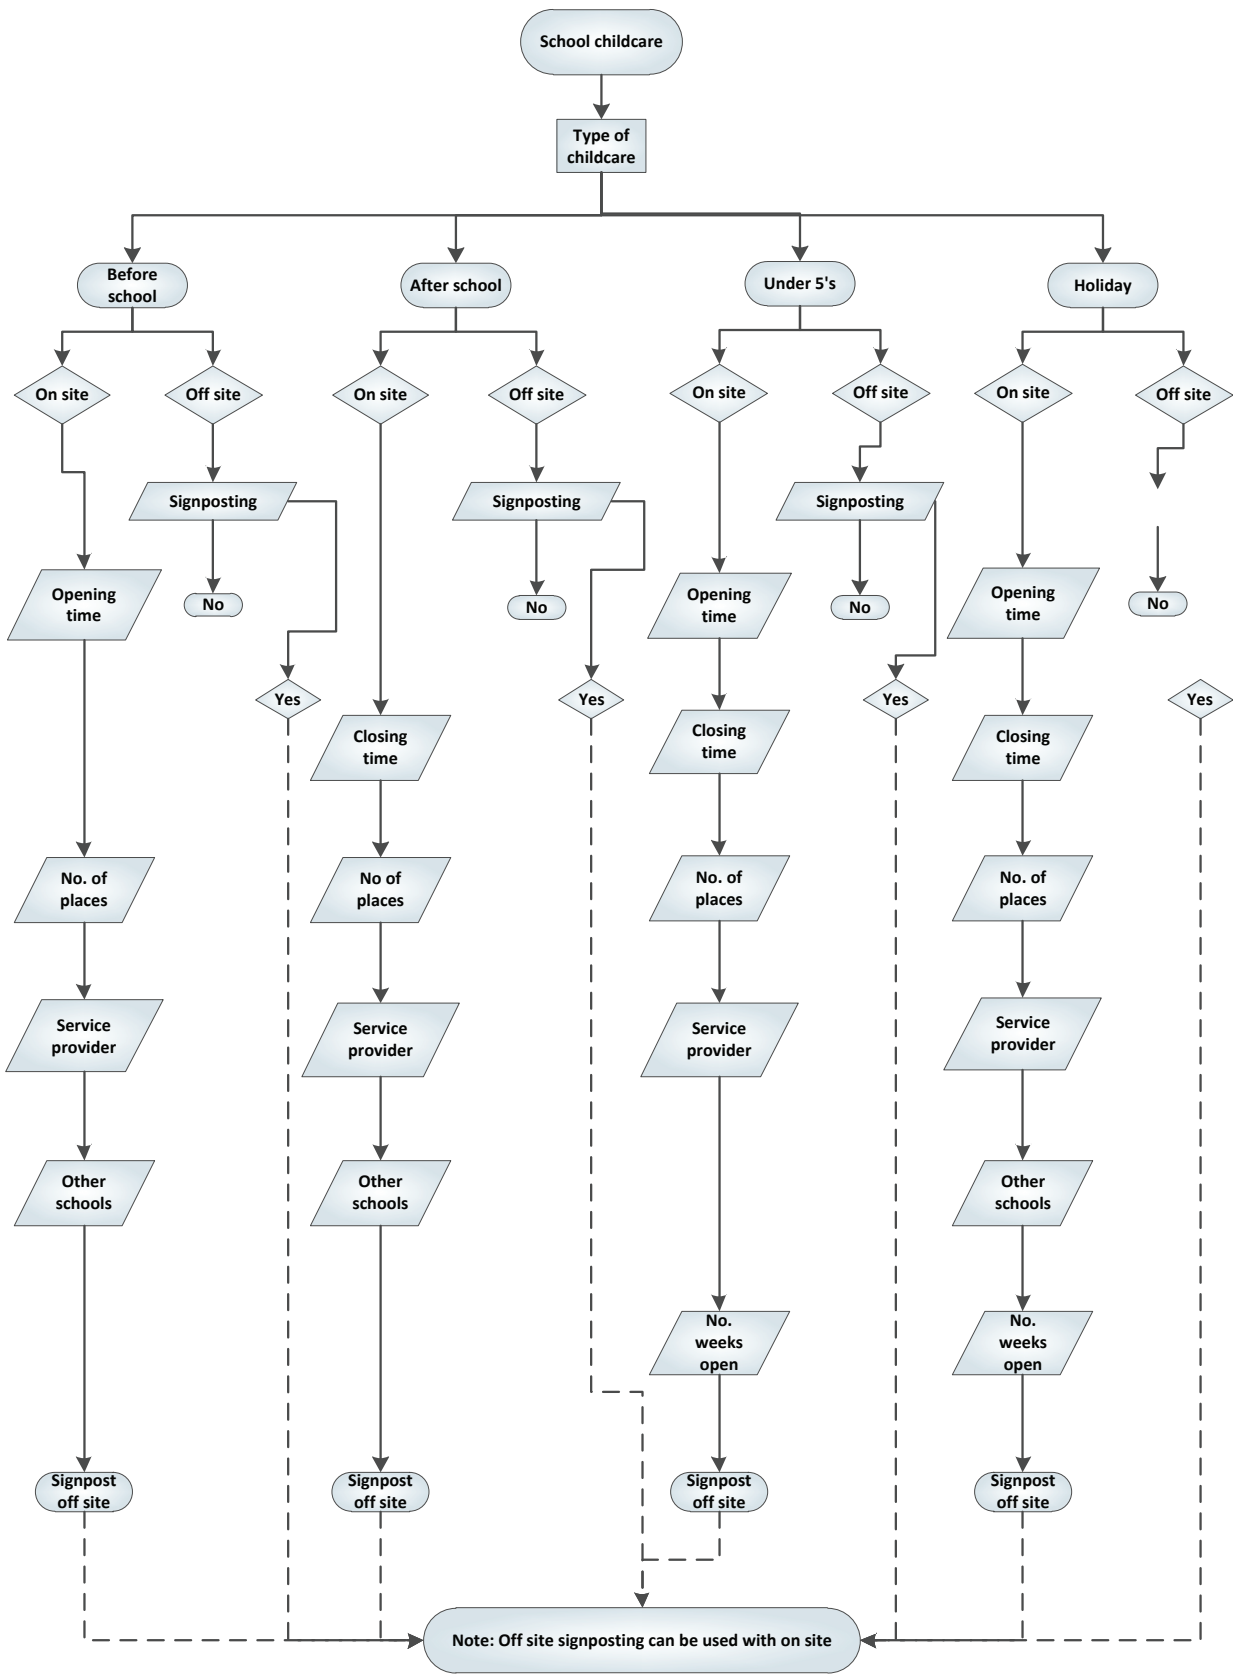 School childcare
Type of
childcare
Before
school
After school
Under 5's
Holiday
On site
Off site
On site
Off site
On site
Off site
On site
Off site
Signposting
Signposting
Signposting
Opening
time
No
No
Opening
time
No
Opening
time
No
Yes
Yes
Yes
Yes
Closing
time
Closing
time
Closing
time
No. of
places
No of
places
No. of
places
No. of
places
Service
provider
Service
provider
Service
provider
Service
provider
Other
schools
Other
schools
Other
schools
No.
weeks
open
No.
weeks
open
Signpost
off site
Signpost
off site
Signpost
off site
Signpost
off site
Note: Off site signposting can be used with on site